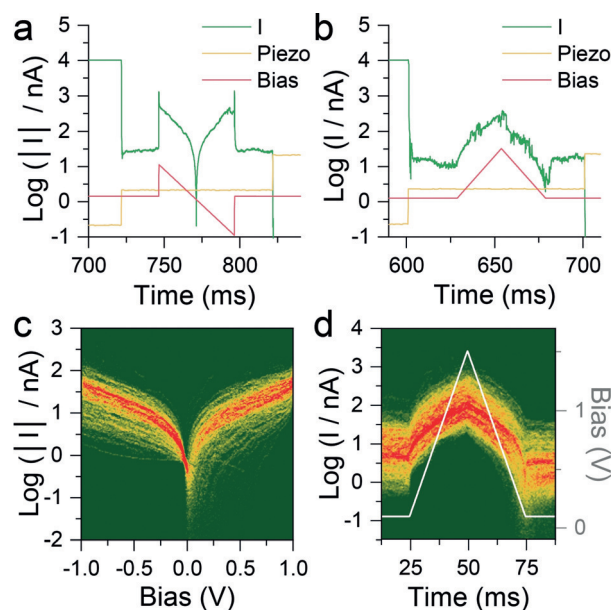 a
I
Piezo
Bias
5
4
3
2
1
0
-1
Log (|I| / nA)
700
750
800
Time (ms)
b
I
Piezo
Bias
5
4
3
2
1
0
-1
Log (I / nA)
600
650
700
Time (ms)
c
3
2
1
0
-1
-2
Log (|I| / nA)
-1.0
-0.5
0.0
0.5
1.0
Bias (V)
d
4
3
2
1
0
-1
Log (I / nA)
1
0
Bias (V)
25
50
75
Time (ms)